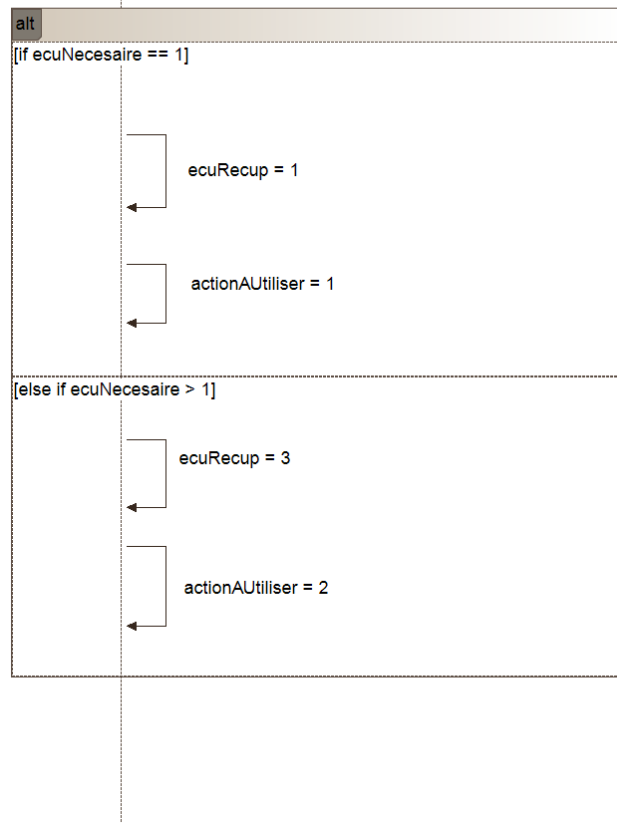 alt
[if ecuNecesaire == 1]
ecuRecup = 1
actionAUtiliser = 1
[else if ecuNecesaire > 1]
ecuRecup = 3
actionAUtiliser = 2